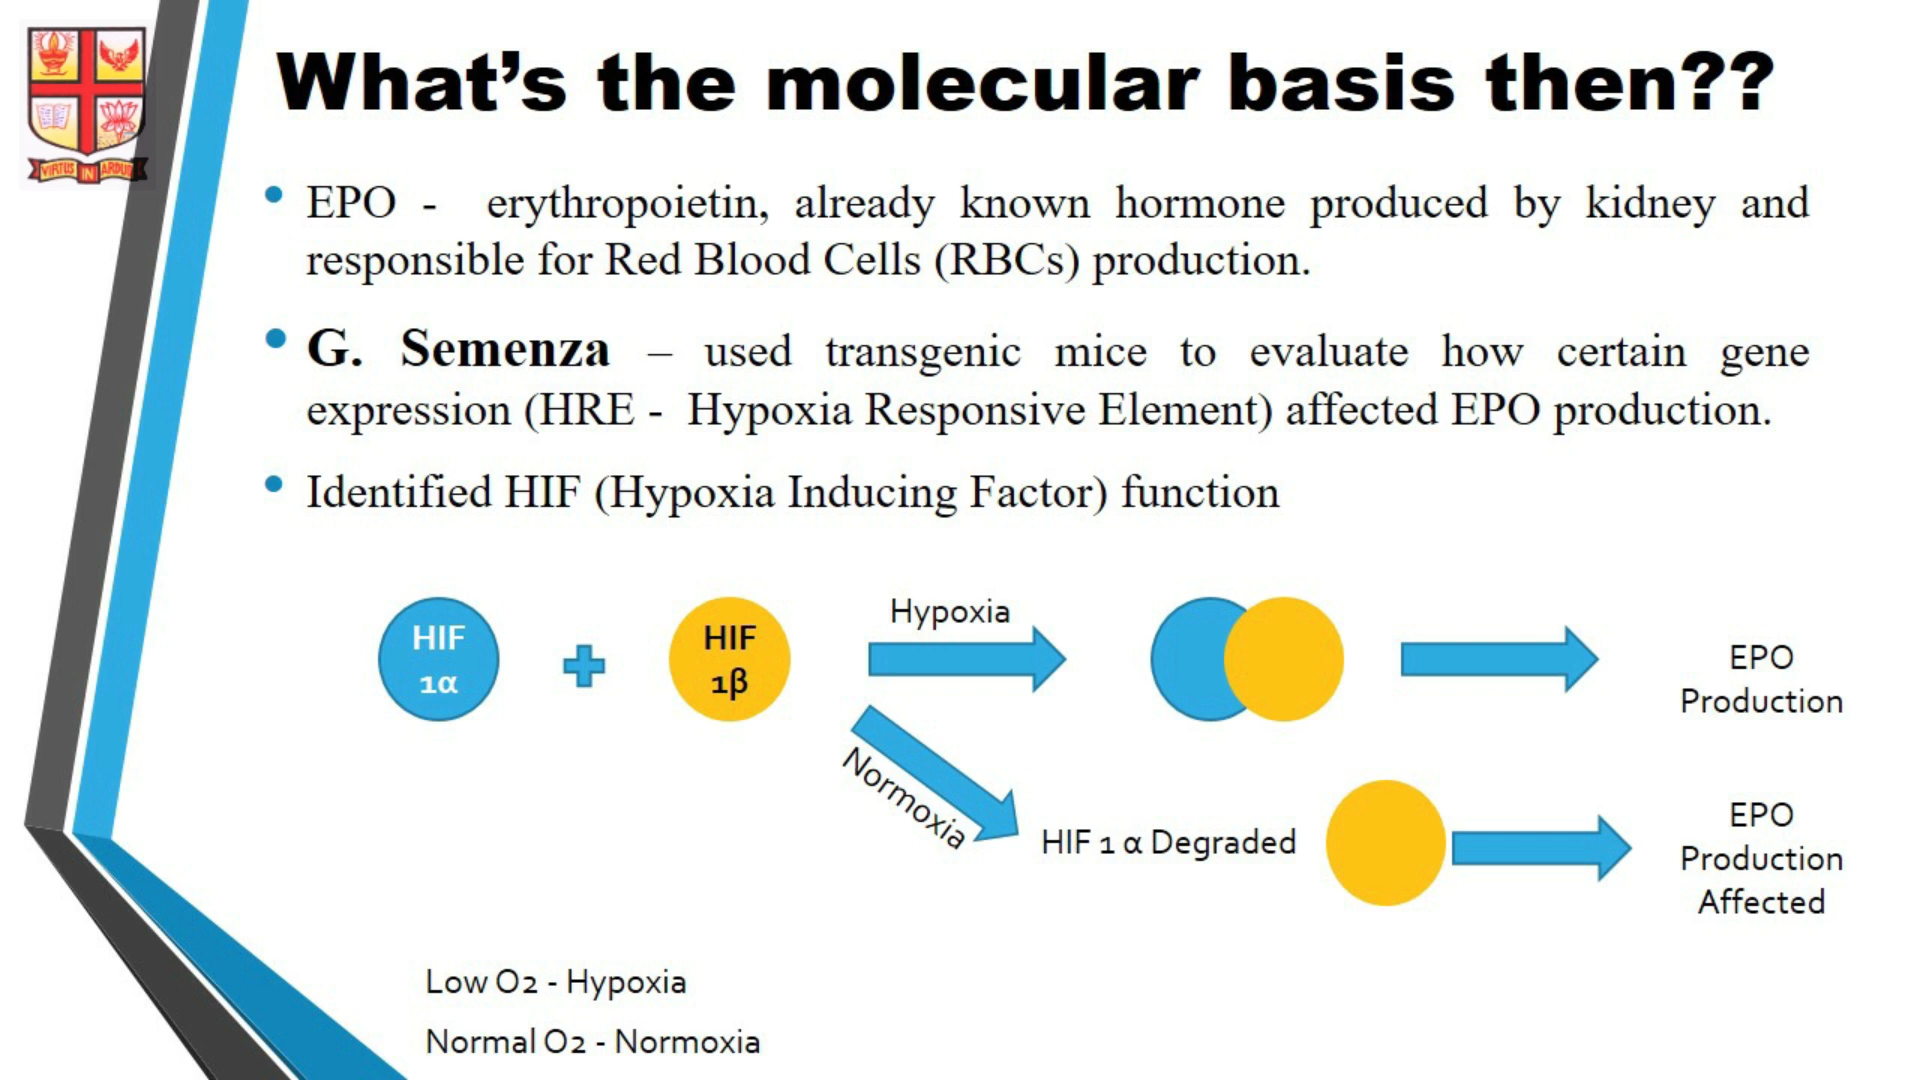 VIRTUS IN ARDUO
What's the molecular basis then??
• EPO - erythropoietin, already known hormone produced by kidney and
responsible for Red Blood Cells (RBCs) production.
• G. Semenza – used transgenic mice to evaluate how certain gene
expression (HRE - Hypoxia Responsive Element) affected EPO production.
• Identified HIF (Hypoxia Inducing Factor) function
HIF
1α
HIF
1β
Hypoxia
EPO
Production
Normoxia
HIF 1 α Degraded
EPO
Production
Affected
Low O2 - Hypoxia
Normal O2 - Normoxia